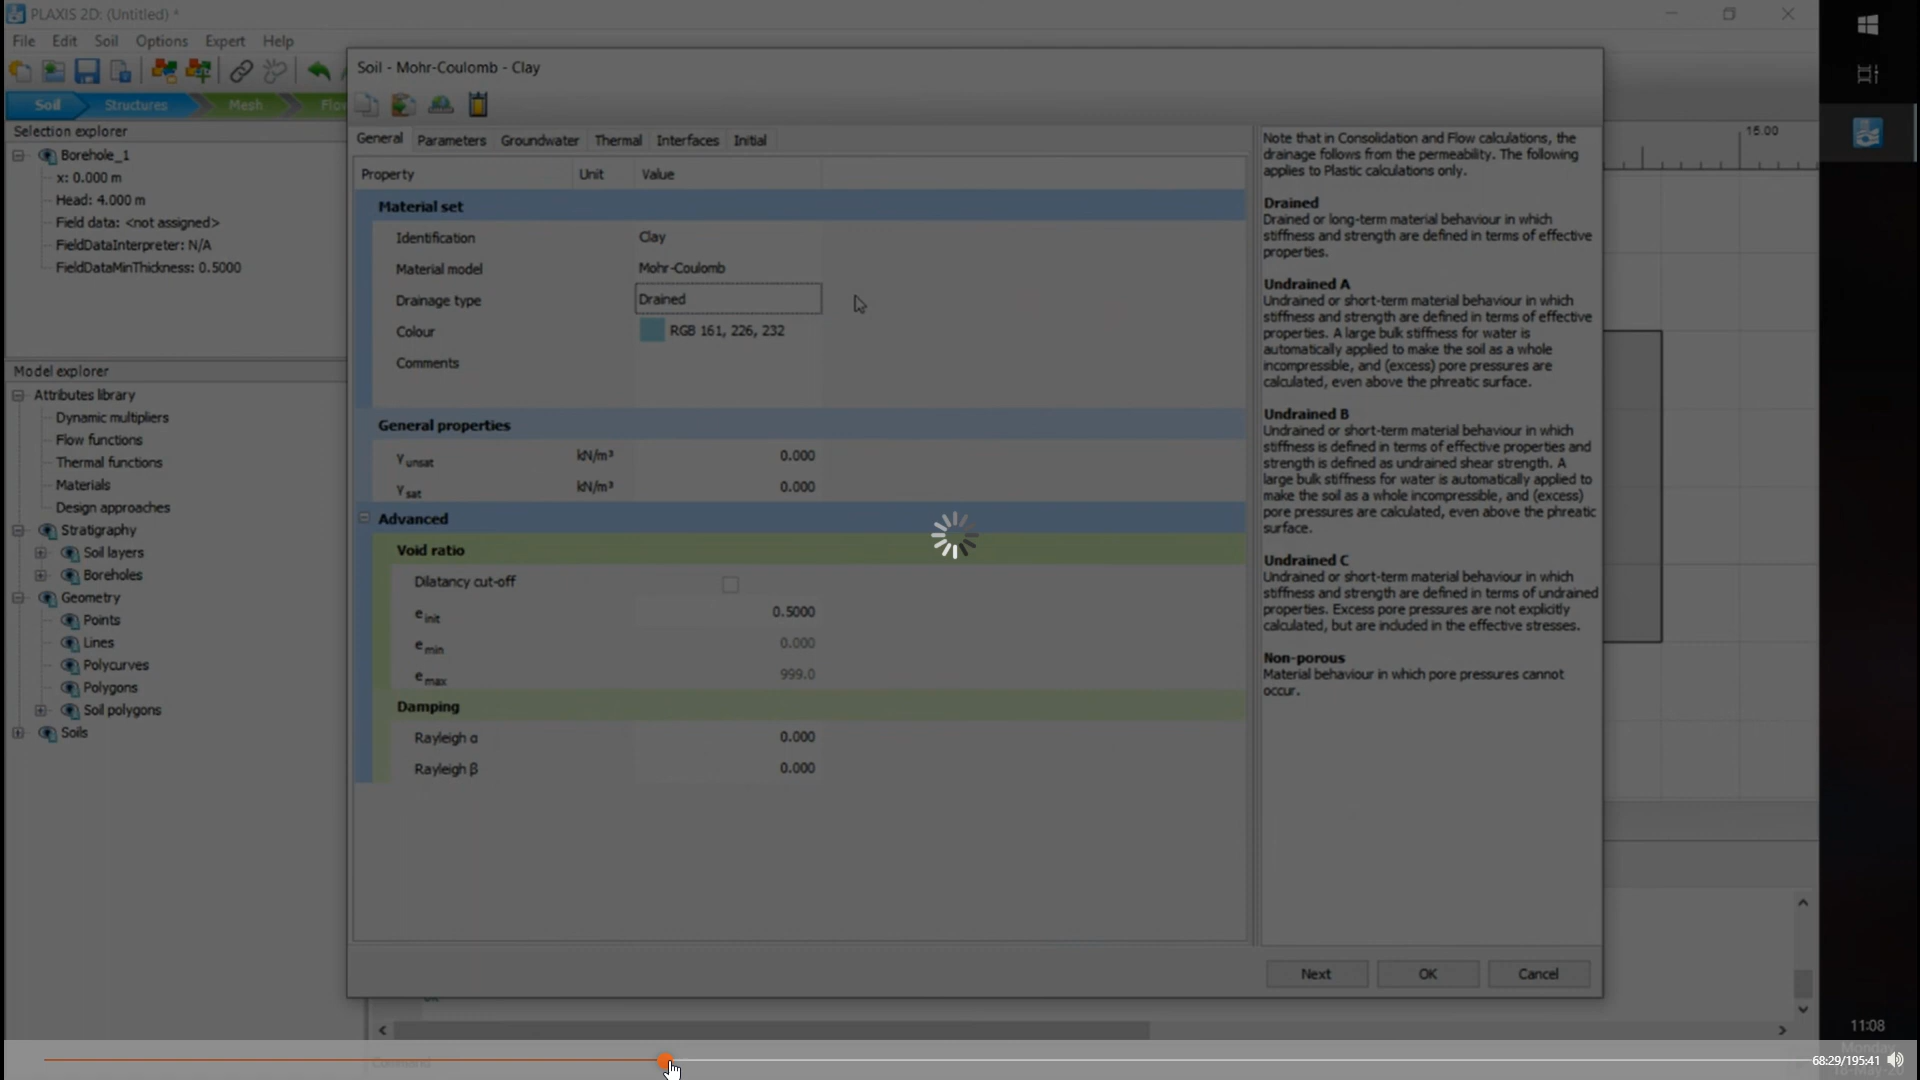 PLAXIS 2D: (Untitled) *
File Edit Soil Options Expert Help
Soil Structures Mesh Flow
Selection explorer
Borehole_1
x: 0.000 m
Head: 4.000 m
Field data: <not assigned>
FieldDataInterpreter: N/A
FieldDataMinThickness: 0.5000
Model explorer
Attributes library
Dynamic multipliers
Flow functions
Thermal functions
Materials
Design approaches
Stratigraphy
Soil layers
Boreholes
Geometry
Points
Lines
Polycurves
Polygons
Soil polygons
Soils
Soil - Mohr-Coulomb - Clay
General Parameters Groundwater Thermal Interfaces Initial
Property Unit Value
Material set
Identification Clay
Material model Mohr-Coulomb
Drainage type Drained
Colour RGB 161, 226, 232
Comments
General properties
γ unsat kN/m³ 0.000
γ sat kN/m³ 0.000
Advanced
Void ratio
Dilatancy cut-off
e init 0.5000
e min 0.000
e max 999.0
Damping
Rayleigh α 0.000
Rayleigh β 0.000
Note that in Consolidation and Flow calculations, the
drainage follows from the permeability. The following
applies to Plastic calculations only.
Drained
Drained or long-term material behaviour in which
stiffness and strength are defined in terms of effective
properties.
Undrained A
Undrained or short-term material behaviour in which
stiffness and strength are defined in terms of effective
properties. A large bulk stiffness for water is
automatically applied to make the soil as a whole
incompressible, and (excess) pore pressures are
calculated, even above the phreatic surface.
Undrained B
Undrained or short-term material behaviour in which
stiffness is defined in terms of effective properties and
strength is defined as undrained shear strength. A
large bulk stiffness for water is automatically applied to
make the soil as a whole incompressible, and (excess)
pore pressures are calculated, even above the phreatic
surface.
Undrained C
Undrained or short-term material behaviour in which
stiffness and strength are defined in terms of undrained
properties. Excess pore pressures are not explicitly
calculated, but are included in the effective stresses.
Non-porous
Material behaviour in which pore pressures cannot
occur.
Next OK Cancel
15.00
11:08
Monday
Command
68:29/195:41